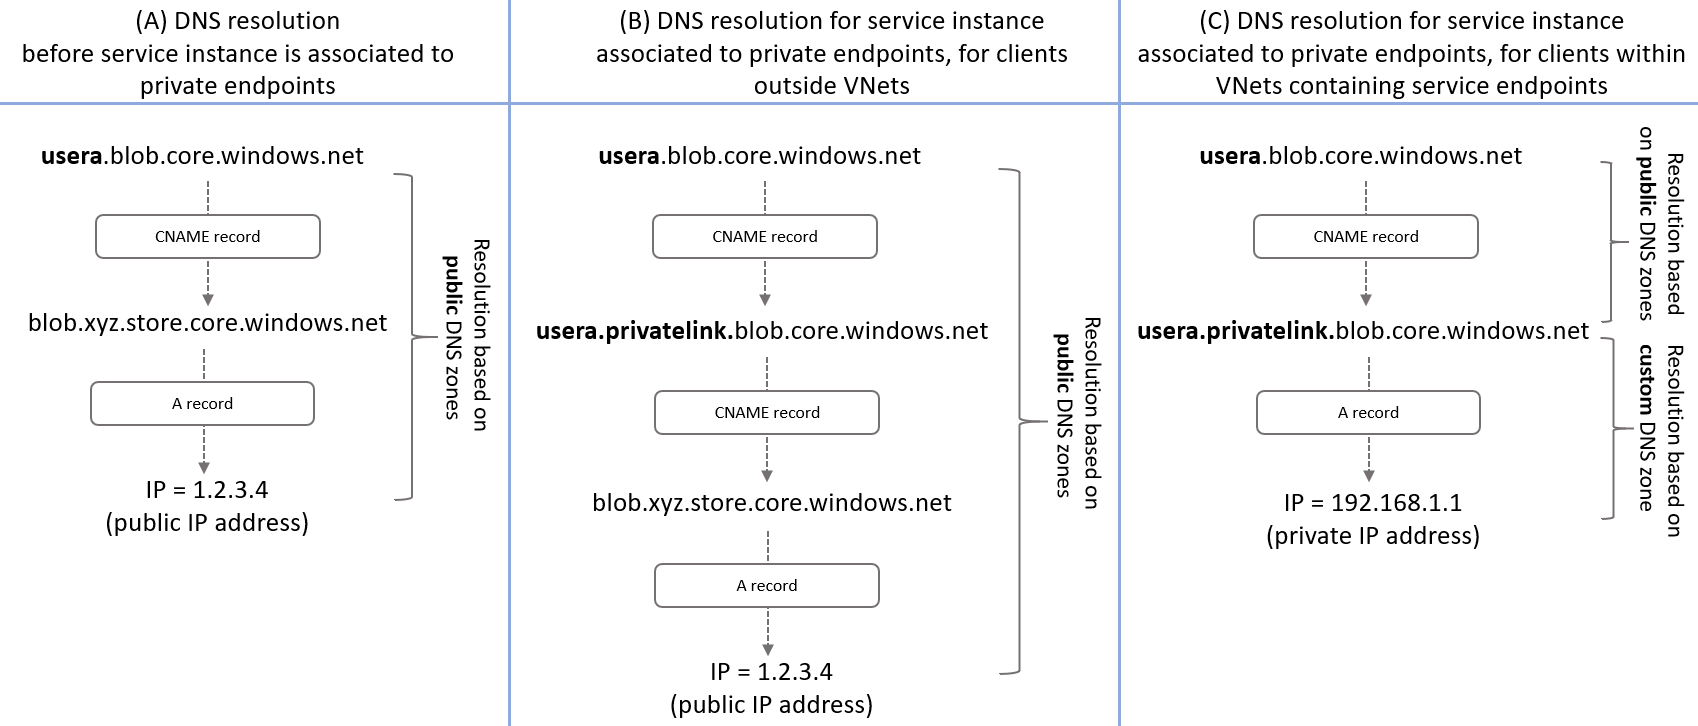 (A) DNS resolution
before service instance is associated to
private endpoints
usera.blob.core.windows.net
CNAME record
blob.xyz.store.core.windows.net
A record
IP = 1.2.3.4
(public IP address)
Resolution based on
public DNS zones
(B) DNS resolution for service instance
associated to private endpoints, for clients
outside VNets
usera.blob.core.windows.net
CNAME record
usera.privatelink.blob.core.windows.net
CNAME record
blob.xyz.store.core.windows.net
A record
IP = 1.2.3.4
(public IP address)
Resolution based on
public DNS zones
(C) DNS resolution for service instance
associated to private endpoints, for clients within
VNets containing service endpoints
usera.blob.core.windows.net
CNAME record
usera.privatelink.blob.core.windows.net
A record
IP = 192.168.1.1
(private IP address)
Resolution based
on public DNS zones
Resolution based on
custom DNS zone